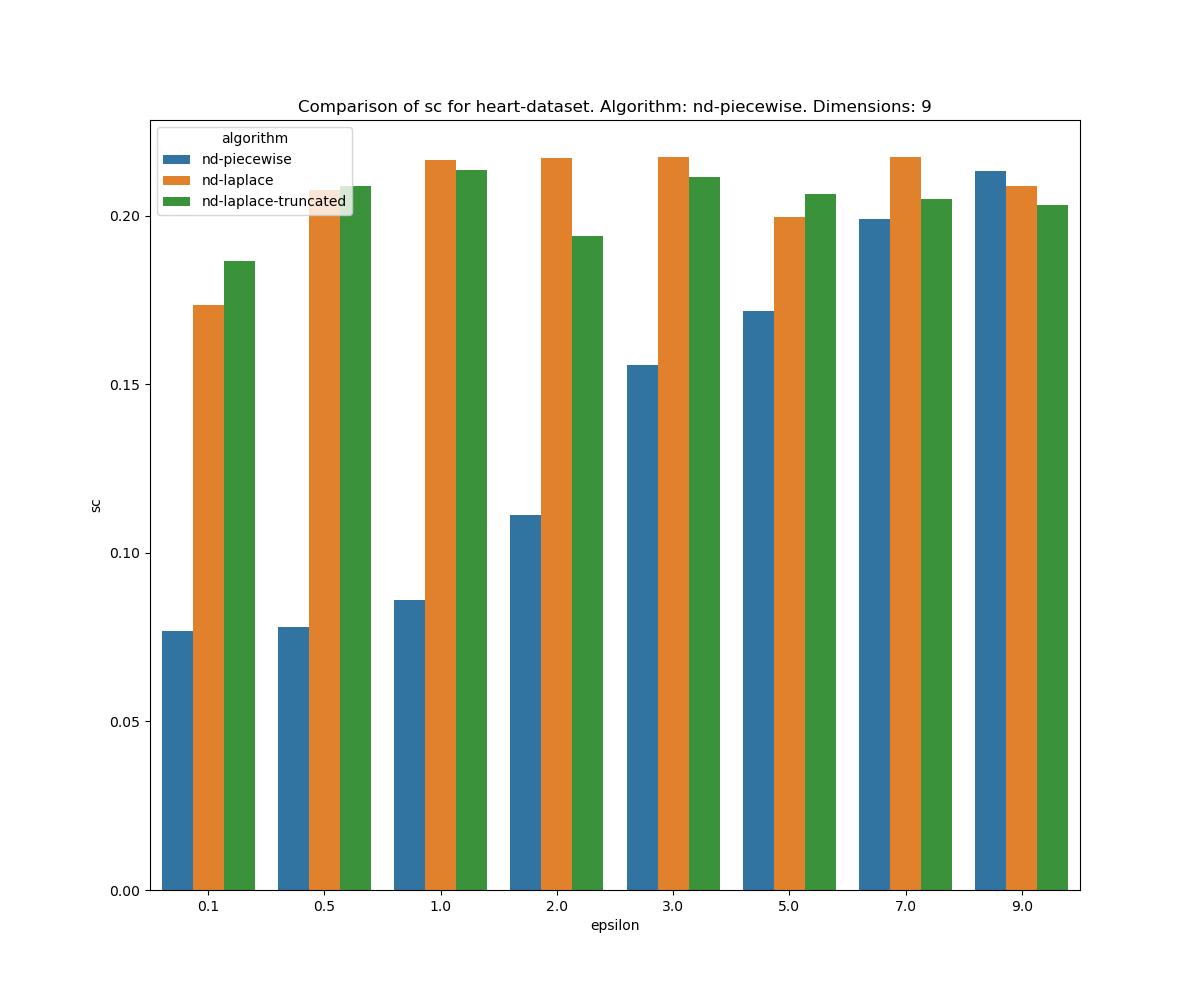 Comparison of sc for heart-dataset. Algorithm: nd-piecewise. Dimensions: 9
algorithm
nd-piecewise
nd-laplace
nd-laplace-truncated
0.20
0.15
0.10
0.05
0.00
sc
0.1 0.5 1.0 2.0 3.0 5.0 7.0 9.0
epsilon